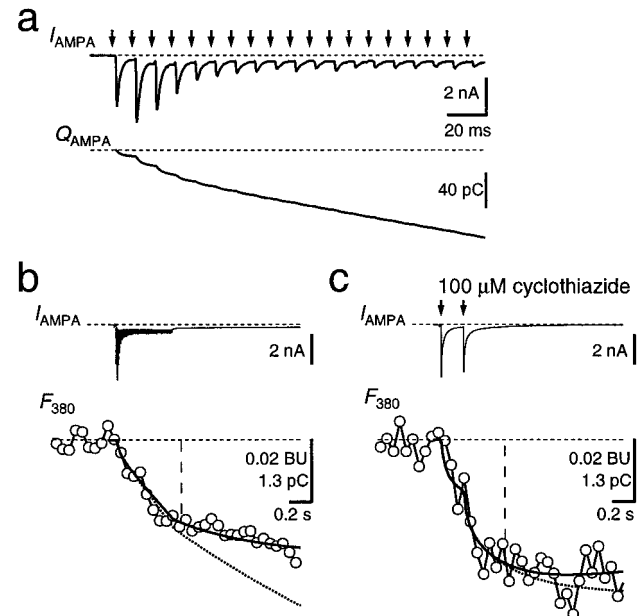 a
I_AMPA
2 nA
20 ms
Q_AMPA
40 pC
b
I_AMPA
2 nA
F_380
0.02 BU
1.3 pC
0.2 s
c
100 μM cyclothiazide
I_AMPA
2 nA
F_380
0.02 BU
1.3 pC
0.2 s